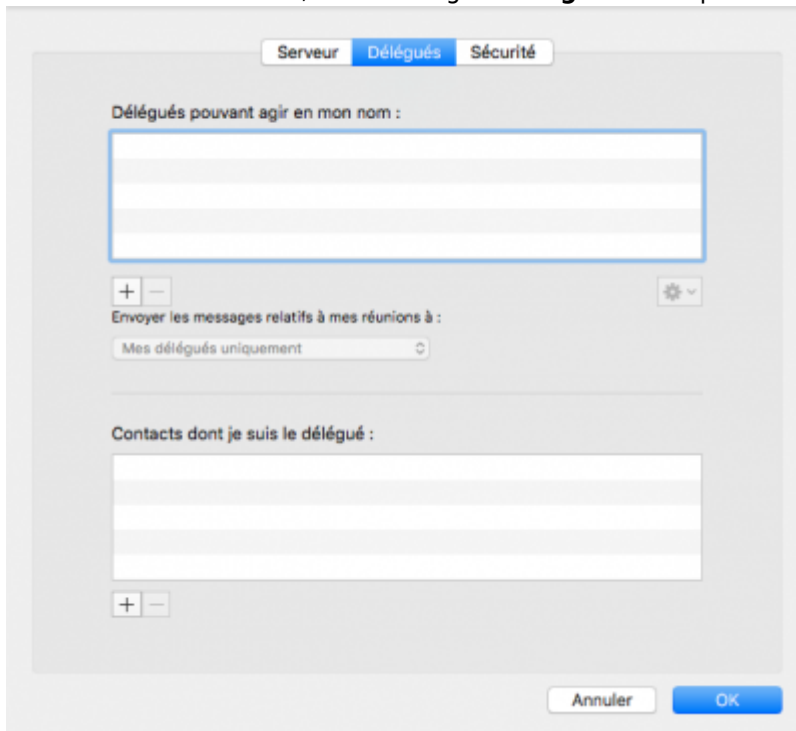 Serveur Délégués Sécurité
Délégués pouvant agir en mon nom :
Envoyer les messages relatifs à mes réunions à :
Mes délégués uniquement
Contacts dont je suis le délégué :
Annuler OK